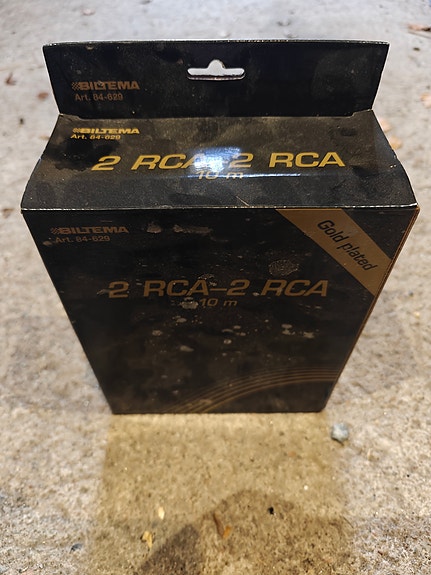 BILTEMA
Art. 84-629
BILTEMA
Art. 84-629
2 RCA-2 RCA
10 m
BILTEMA
Art. 84-629
Gold plated
2 RCA-2 RCA
10 m